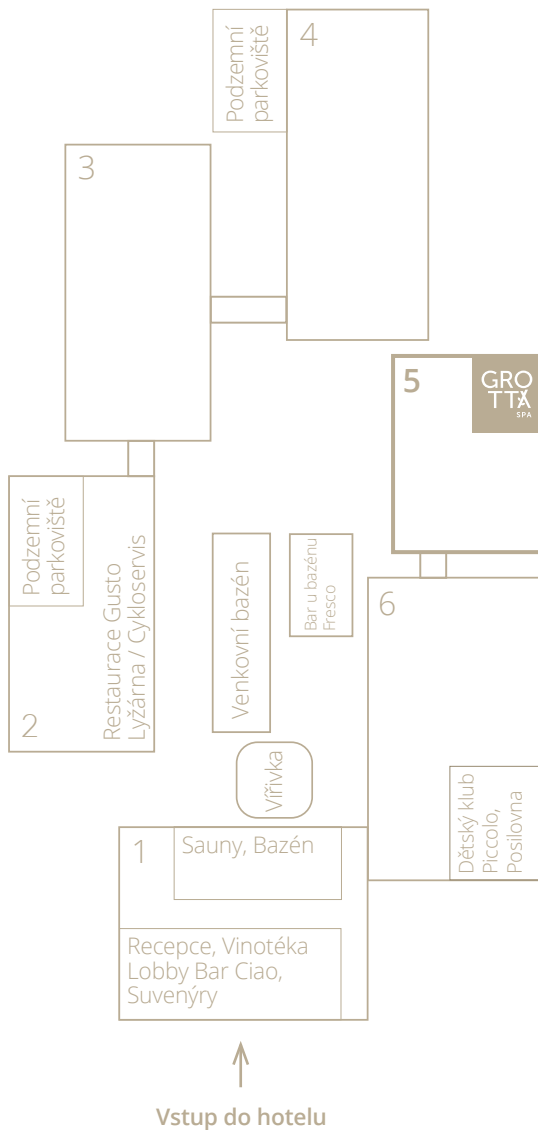 Podzemní
parkoviště
4
3
5
GRO
TTA
SPA
Podzemní
parkoviště
Restaurace Gusto
Lyžárna / Cykloservis
2
Venkovní bazén
Bar u bazénu
Fresco
6
Vířivka
Dětský klub
Piccolo,
Posilovna
1
Sauny, Bazén
Recepce, Vinotéka
Lobby Bar Ciao,
Suvenýry
Vstup do hotelu